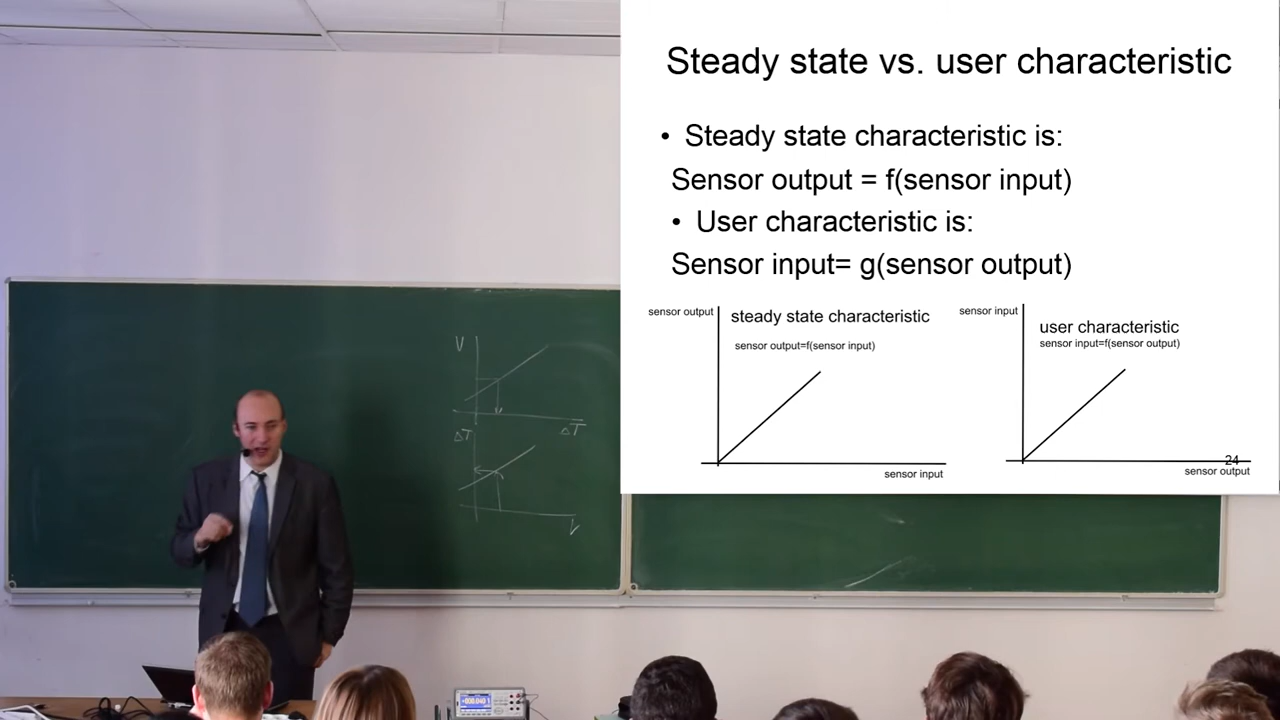 Steady state vs. user characteristic
• Steady state characteristic is:
Sensor output = f(sensor input)
• User characteristic is:
Sensor input= g(sensor output)
sensor output
steady state characteristic
sensor output=f(sensor input)
sensor input
sensor input
user characteristic
sensor input=f(sensor output)
24
sensor output
V
ΔT
ΔT
V